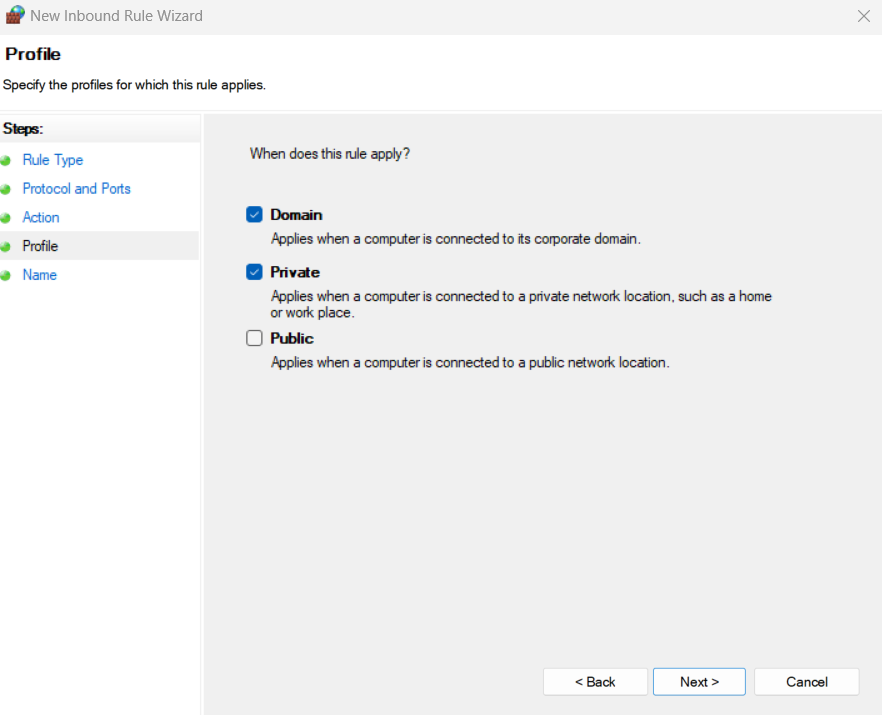 New Inbound Rule Wizard
Profile
Specify the profiles for which this rule applies.
Steps:
Rule Type
Protocol and Ports
Action
Profile
Name
When does this rule apply?
Domain
Applies when a computer is connected to its corporate domain.
Private
Applies when a computer is connected to a private network location, such as a home
or work place.
Public
Applies when a computer is connected to a public network location.
< Back
Next >
Cancel